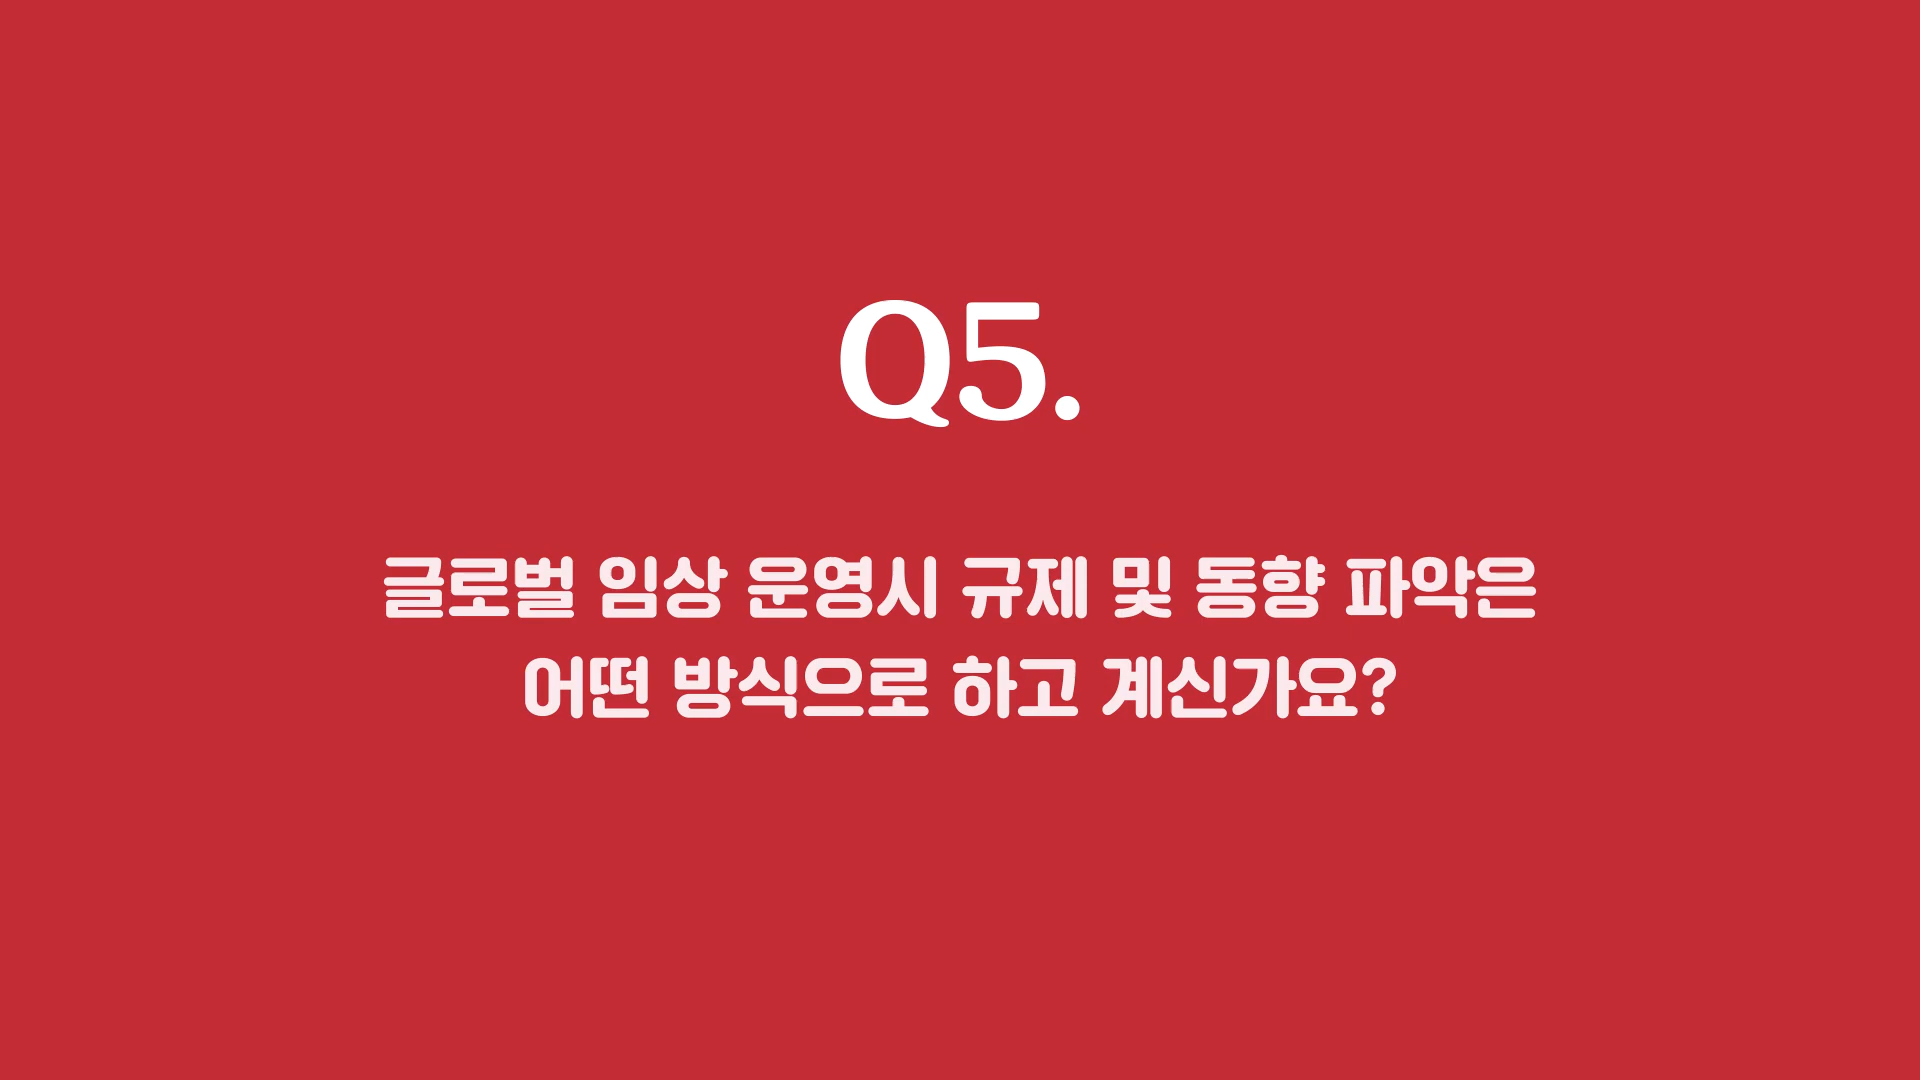 Q5.
글로벌 임상 운영시 규제 및 동향 파악은
어떤 방식으로 하고 계신가요?